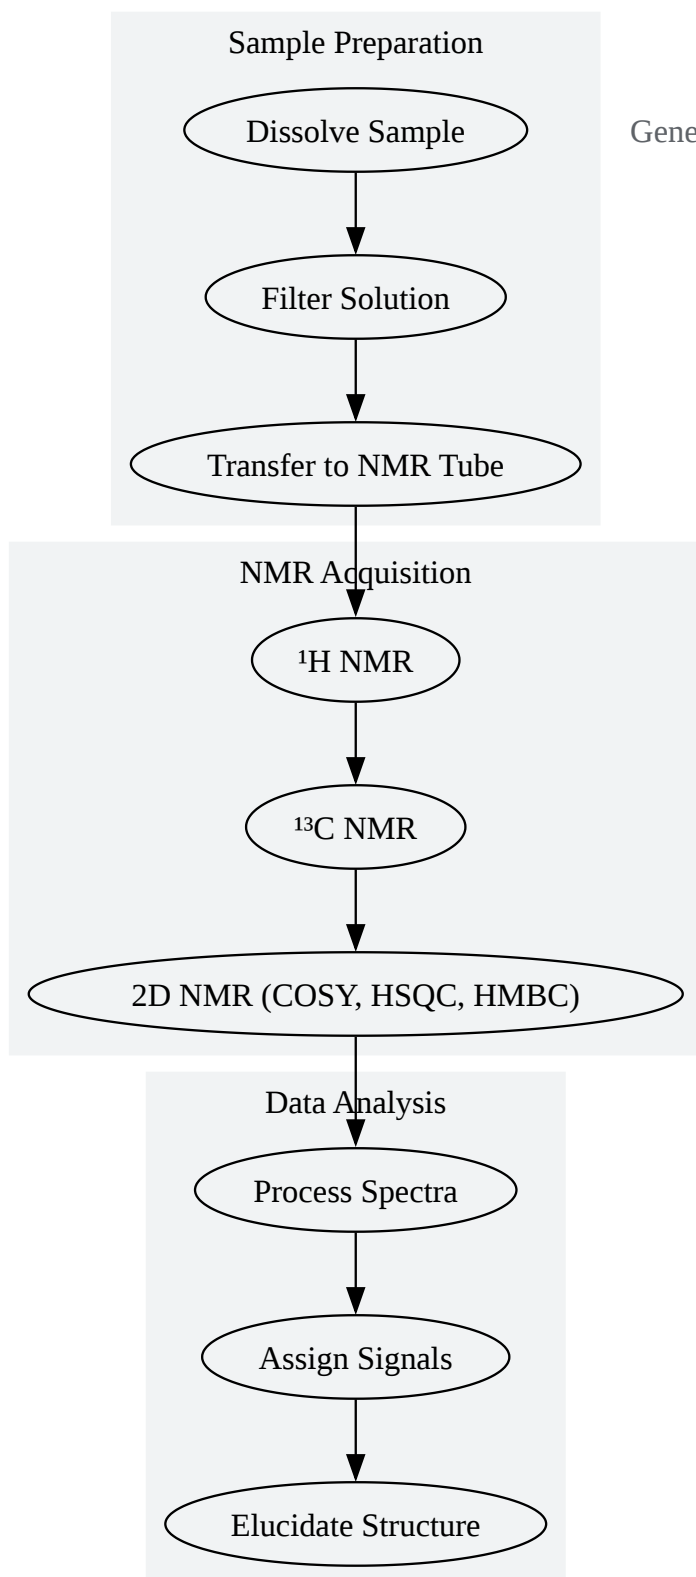 Sample Preparation
Dissolve Sample
Filter Solution
Transfer to NMR Tube
NMR Acquisition
¹H NMR
¹³C NMR
2D NMR (COSY, HSQC, HMBC)
Data Analysis
Process Spectra
Assign Signals
Elucidate Structure